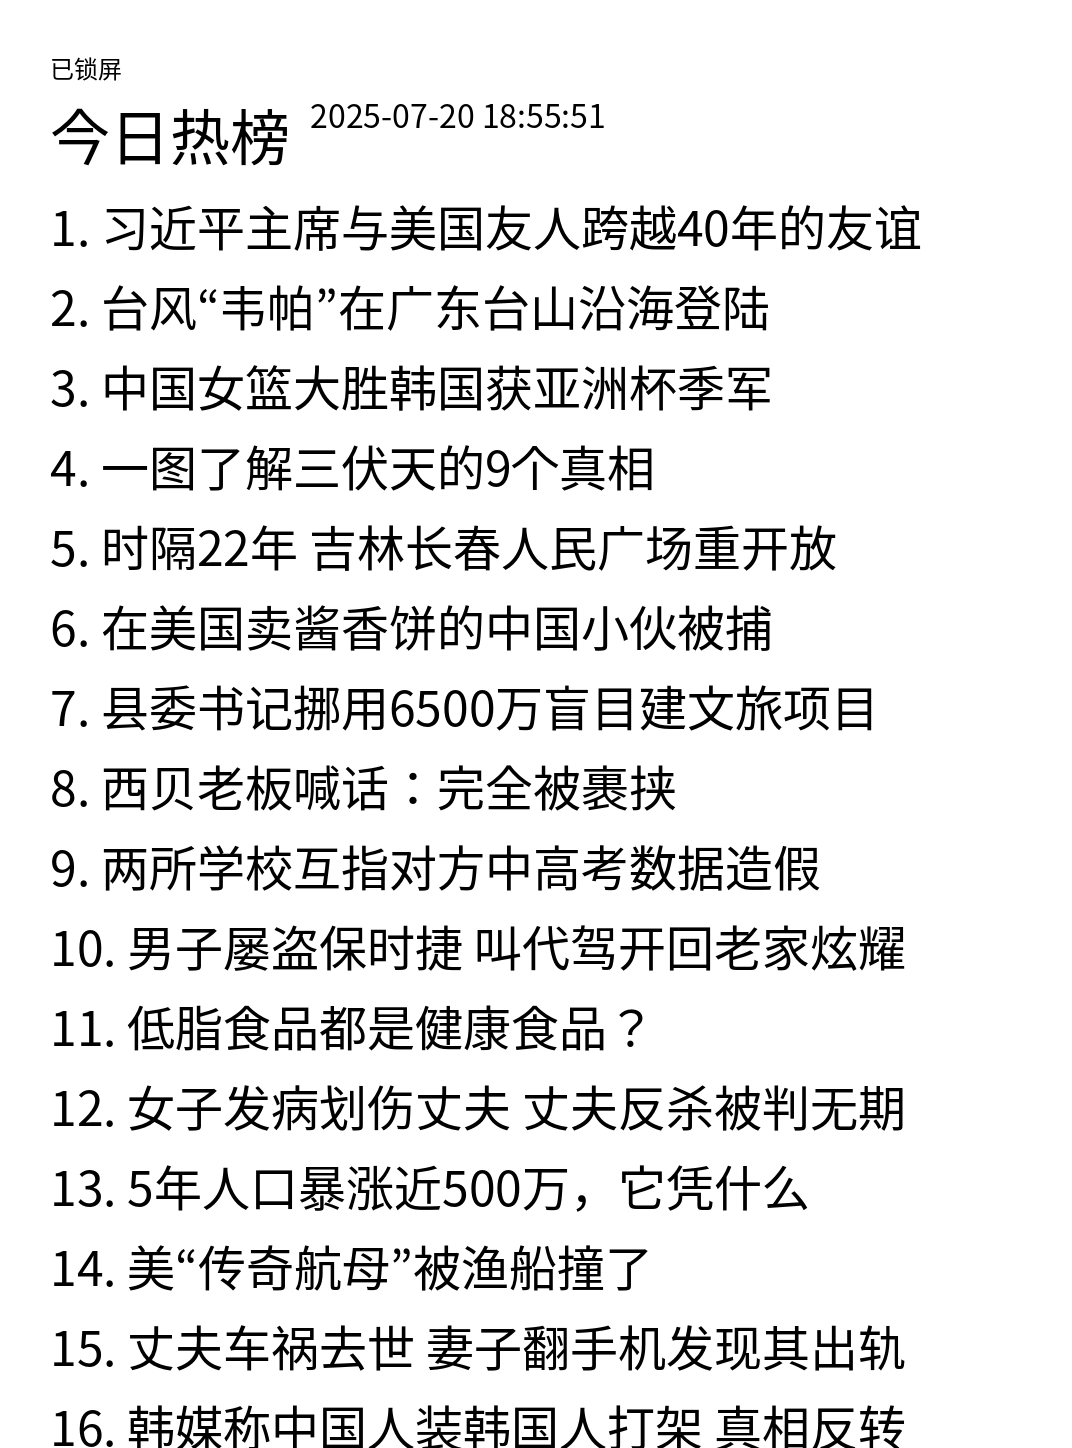 已锁屏
今日热榜 2025-07-20 18:55:51
1. 习近平主席与美国友人跨越40年的友谊
2. 台风“韦帕”在广东台山沿海登陆
3. 中国女篮大胜韩国获亚洲杯季军
4. 一图了解三伏天的9个真相
5. 时隔22年 吉林长春人民广场重开放
6. 在美国卖酱香饼的中国小伙被捕
7. 县委书记挪用6500万盲目建文旅项目
8. 西贝老板喊话：完全被裹挟
9. 两所学校互指对方中高考数据造假
10. 男子屡盗保时捷 叫代驾开回老家炫耀
11. 低脂食品都是健康食品？
12. 女子发病划伤丈夫 丈夫反杀被判无期
13. 5年人口暴涨近500万，它凭什么
14. 美“传奇航母”被渔船撞了
15. 丈夫车祸去世 妻子翻手机发现其出轨
16. 韩媒称中国人装韩国人打架 真相反转